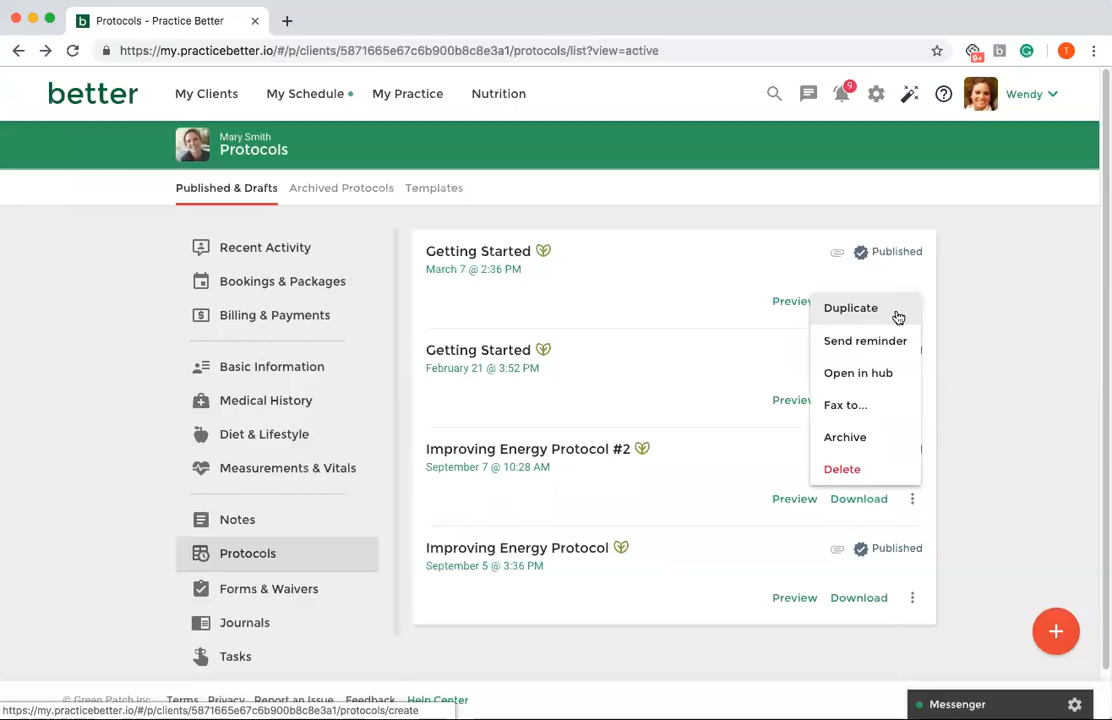 Protocols - Practice Better
https://my.practicebetter.io/#/p/clients/5871665e67c6b900b8c8e3a1/protocols/list?view=active
9+
b
T
better
My Clients
My Schedule
My Practice
Nutrition
9
Wendy
Mary Smith
Protocols
Published & Drafts
Archived Protocols
Templates
Recent Activity
Bookings & Packages
Billing & Payments
Basic Information
Medical History
Diet & Lifestyle
Measurements & Vitals
Notes
Protocols
Forms & Waivers
Journals
Tasks
Getting Started
Published
March 7 @ 2:36 PM
Preview
Getting Started
February 21 @ 3:52 PM
Preview
Improving Energy Protocol #2
September 7 @ 10:28 AM
Preview
Download
Improving Energy Protocol
Published
September 5 @ 3:36 PM
Preview
Download
Duplicate
Send reminder
Open in hub
Fax to...
Archive
Delete
© Green Patch Inc.
Terms
Privacy
Report an Issue
Feedback
Help Center
https://my.practicebetter.io/#/p/clients/5871665e67c6b900b8c8e3a1/protocols/create
Messenger